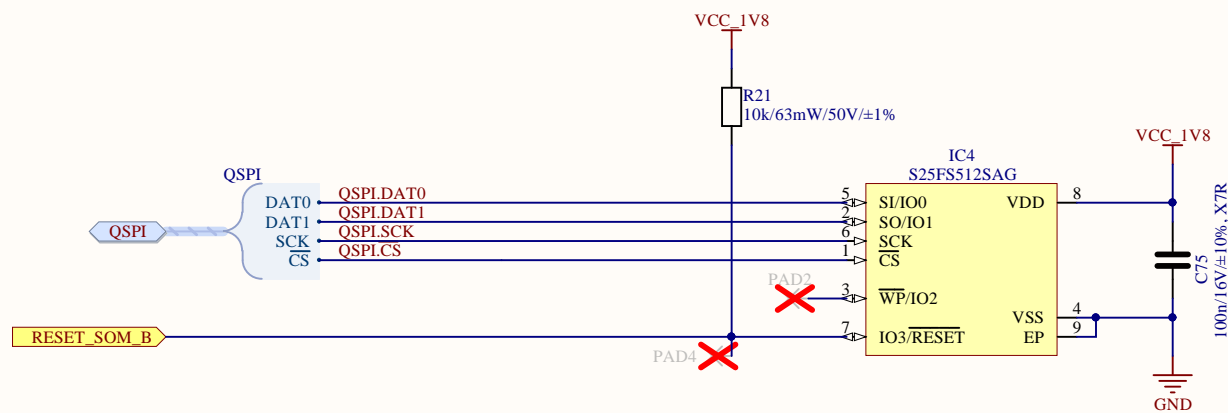 VCC_1V8
R21
10k/63mW/50V/±1%
VCC_1V8
IC4
S25FS512SAG
QSPI
QSPI
DAT0
DAT1
SCK
CS
QSPI.DAT0
QSPI.DAT1
QSPI.SCK
QSPI.CS
5
2
6
1
3
7
SI/IO0
SO/IO1
SCK
CS
WP/IO2
IO3/RESET
VDD
VSS
EP
8
4
9
C75
100n/16V/±10%, X7R
PAD2
RESET_SOM_B
PAD4
GND